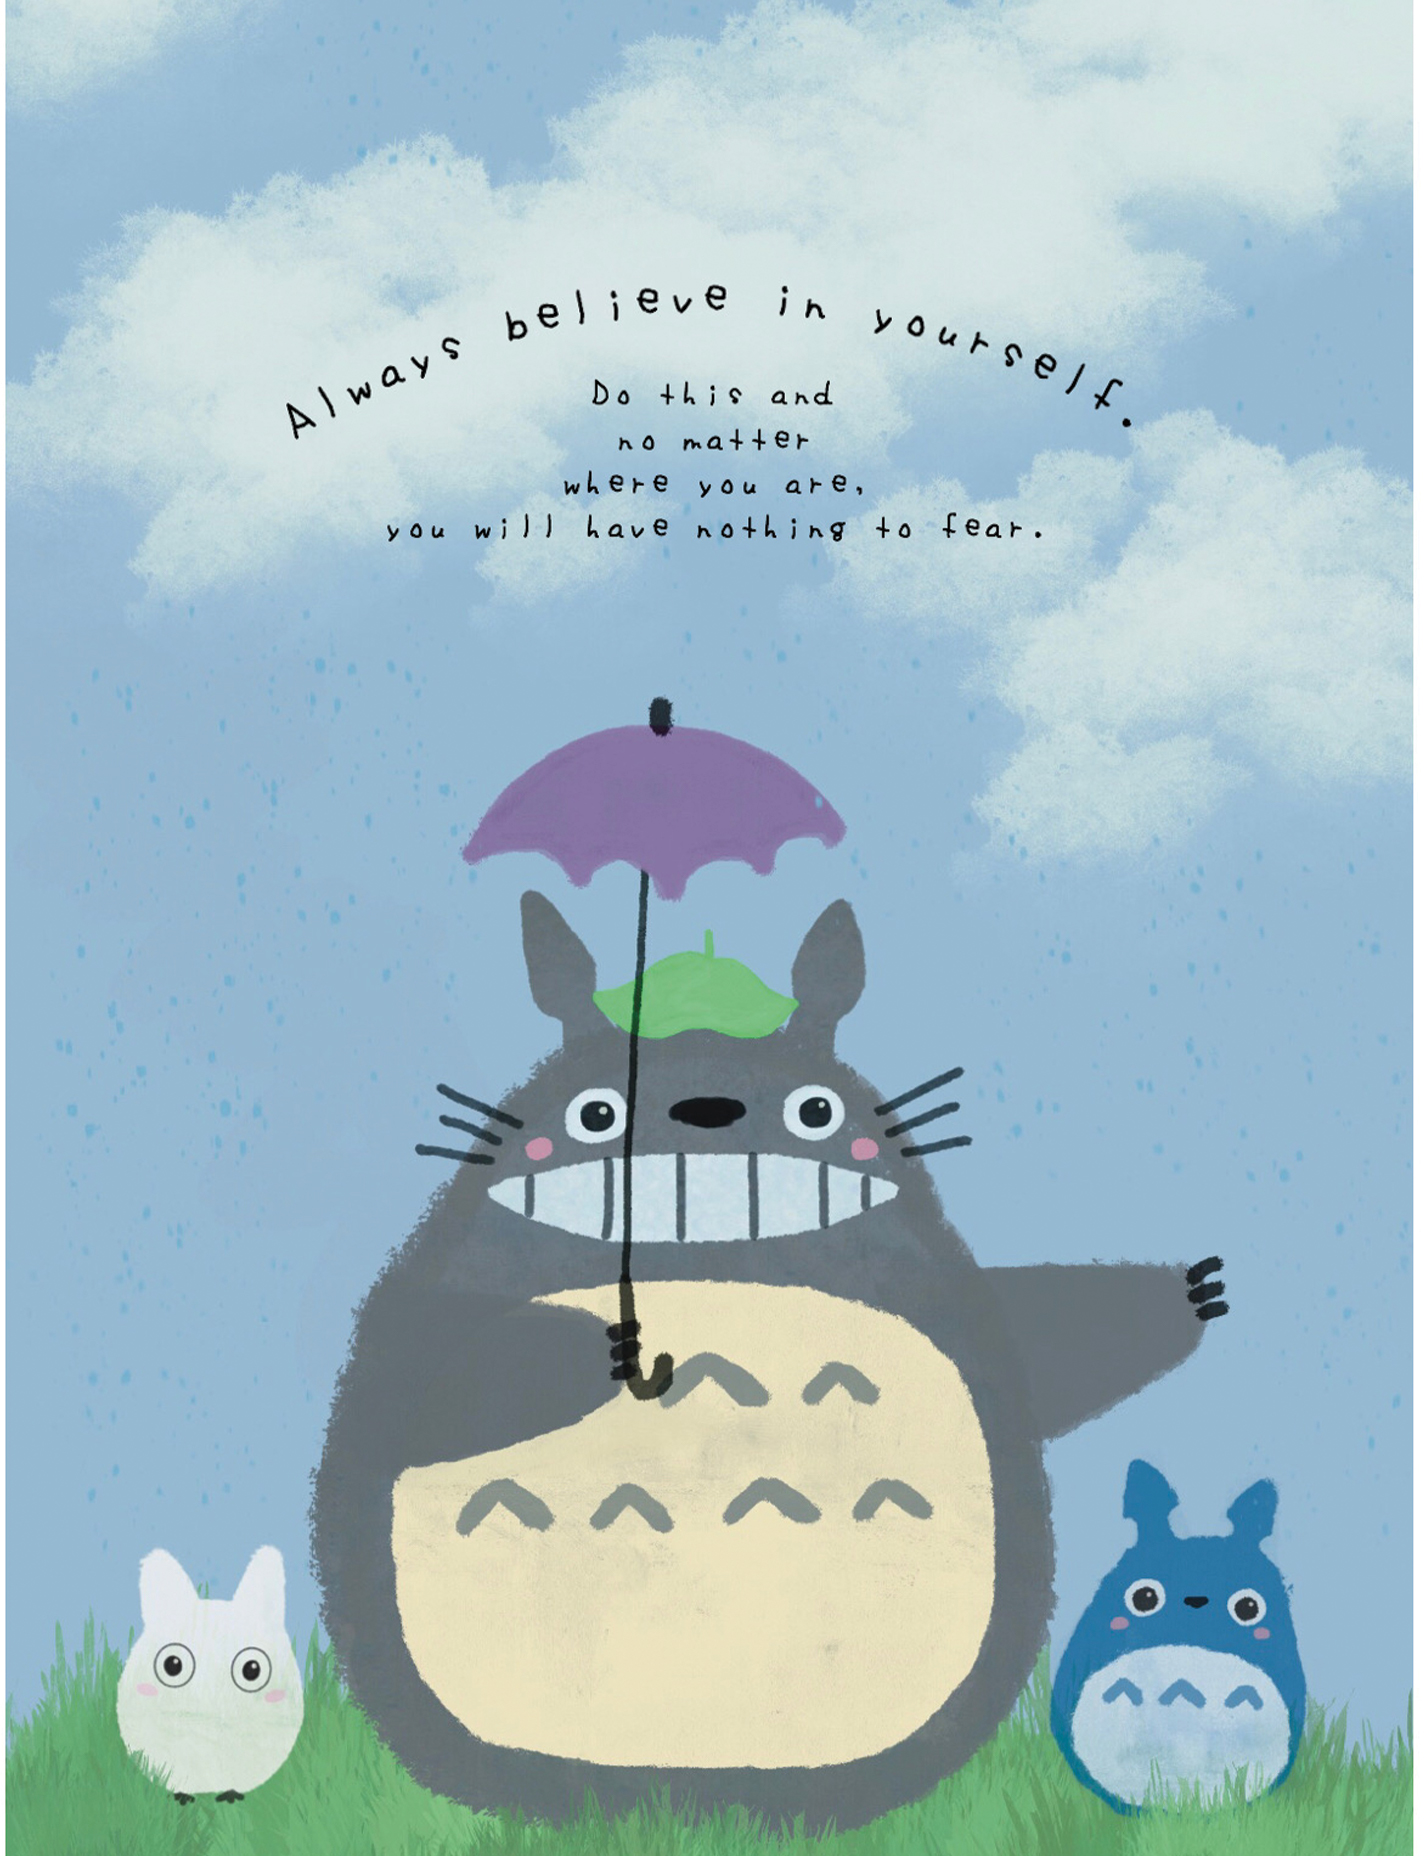 Always believe in yourself.
Do this and
no matter
where you are,
you will have nothing to fear.